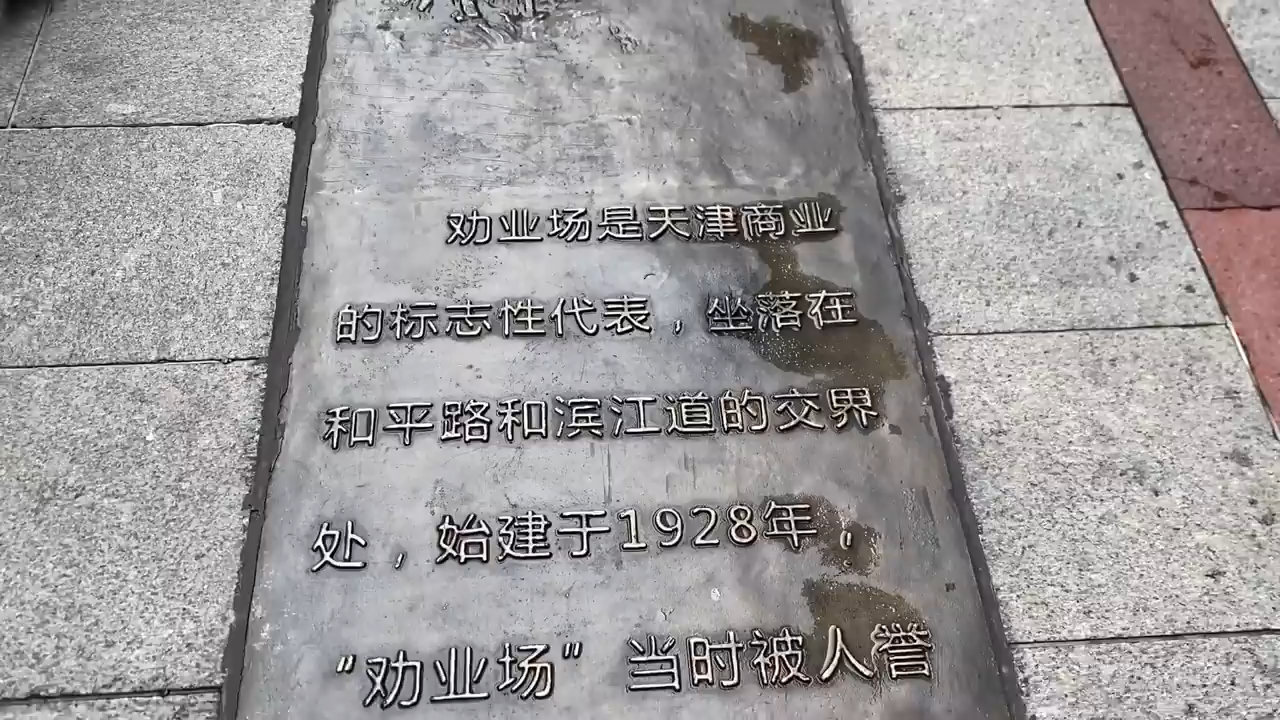 劝业场是天津商业
的标志性代表，坐落在
和平路和滨江道的交界
处，始建于1928年，
“劝业场”当时被人誉